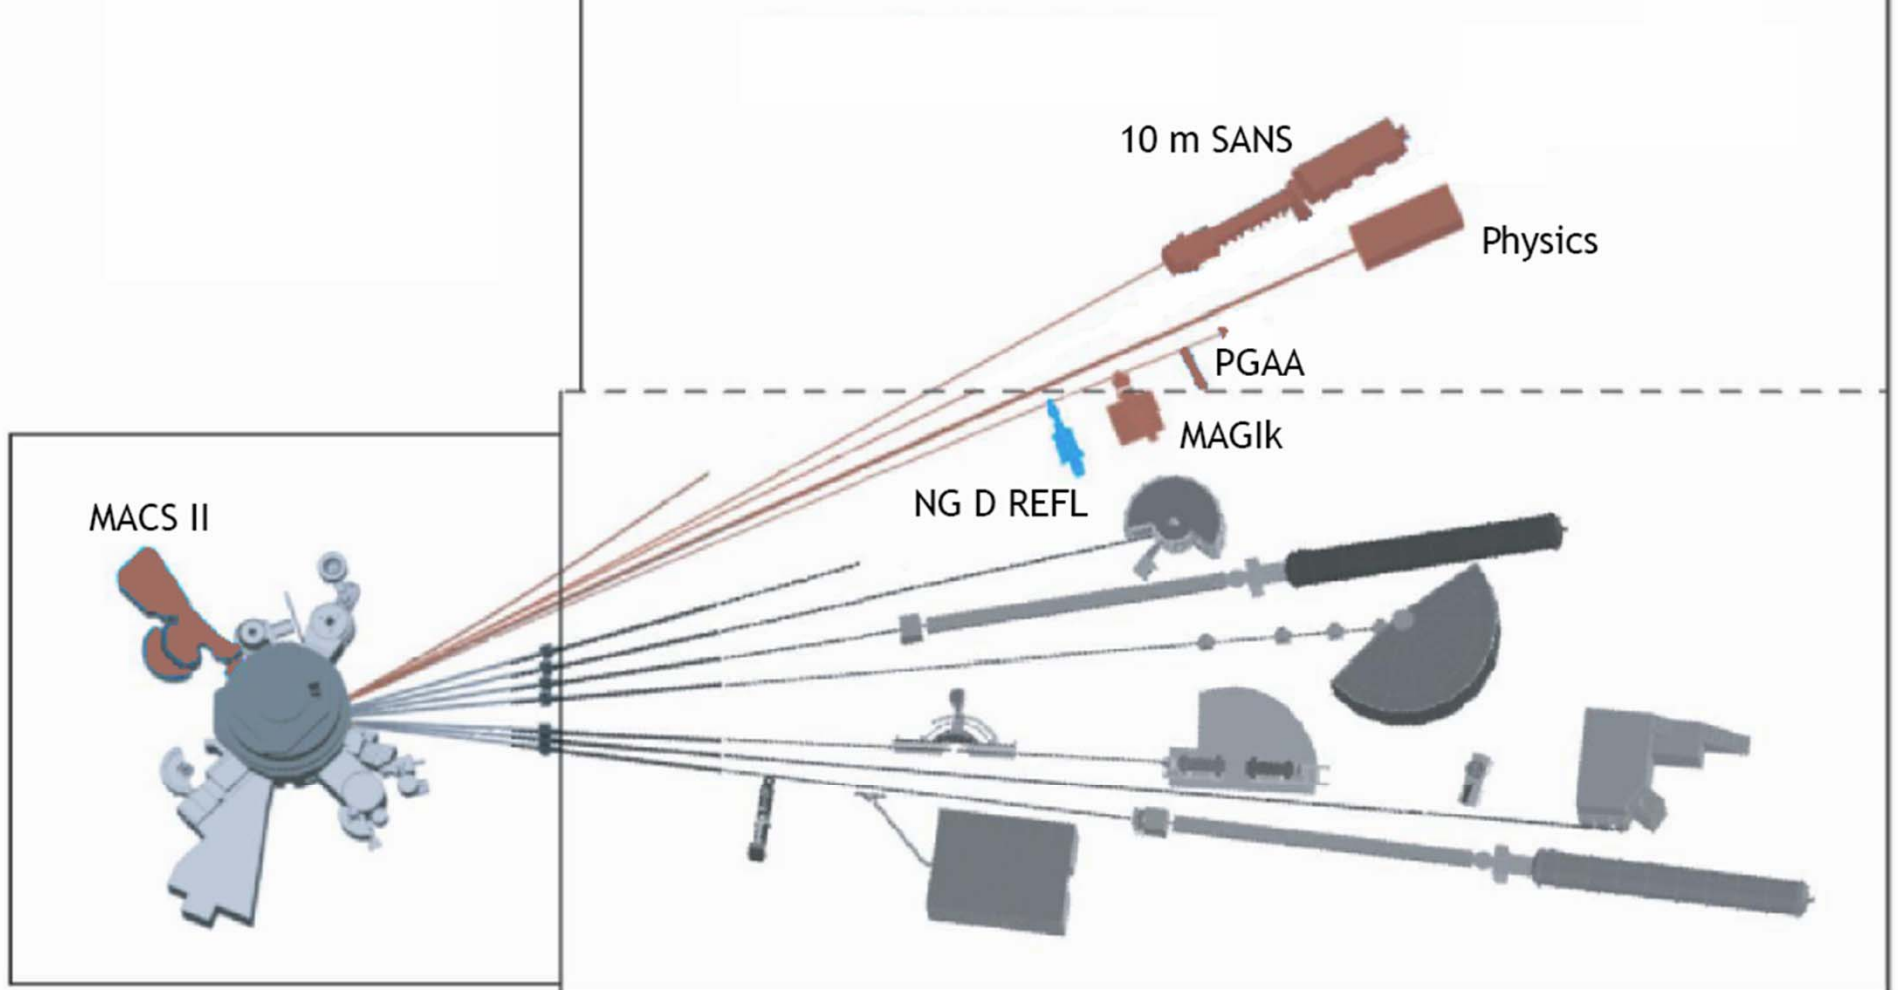 10 m SANS
Physics
PGAA
MAGIk
NG D REFL
MACS II